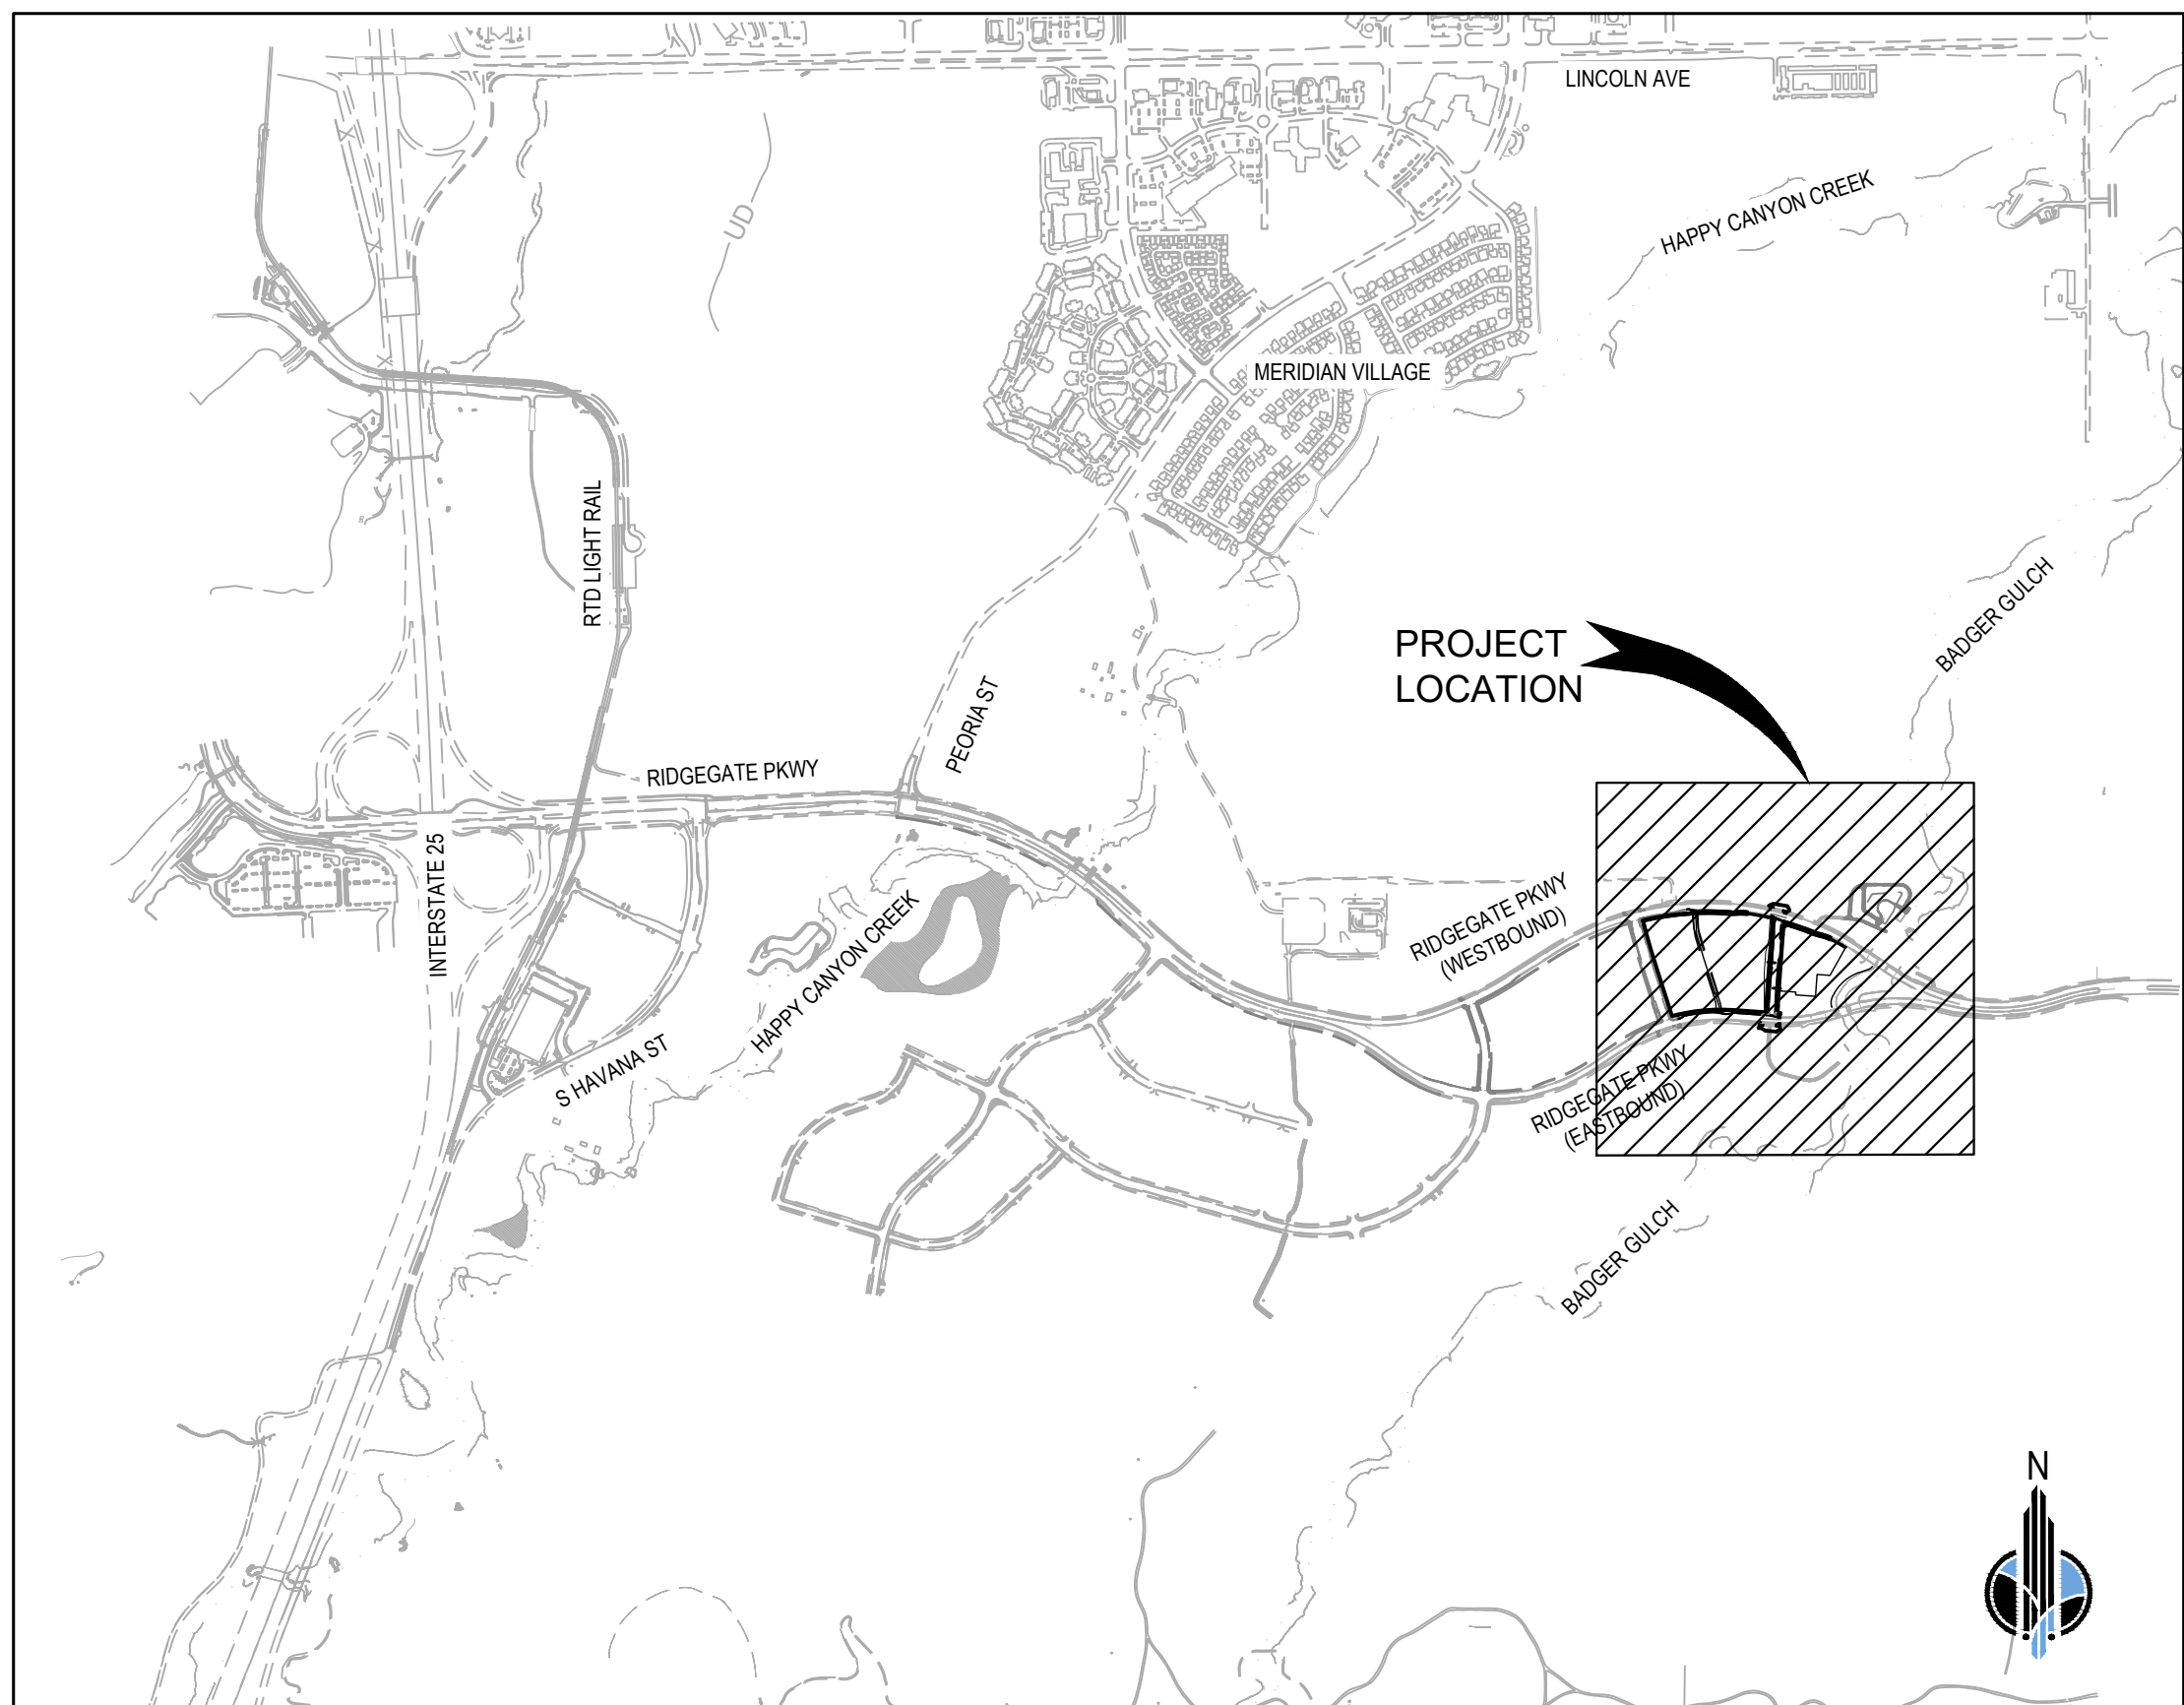 LINCOLN AVE
UD
HAPPY CANYON CREEK
MERIDIAN VILLAGE
RTD LIGHT RAIL
BADGER GULCH
PROJECT
LOCATION
PEORIA ST
RIDGEGATE PKWY
INTERSTATE 25
HAPPY CANYON CREEK
RIDGEGATE PKWY
(WESTBOUND)
S HAVANA ST
RIDGEGATE PKWY
(EASTBOUND)
BADGER GULCH
N